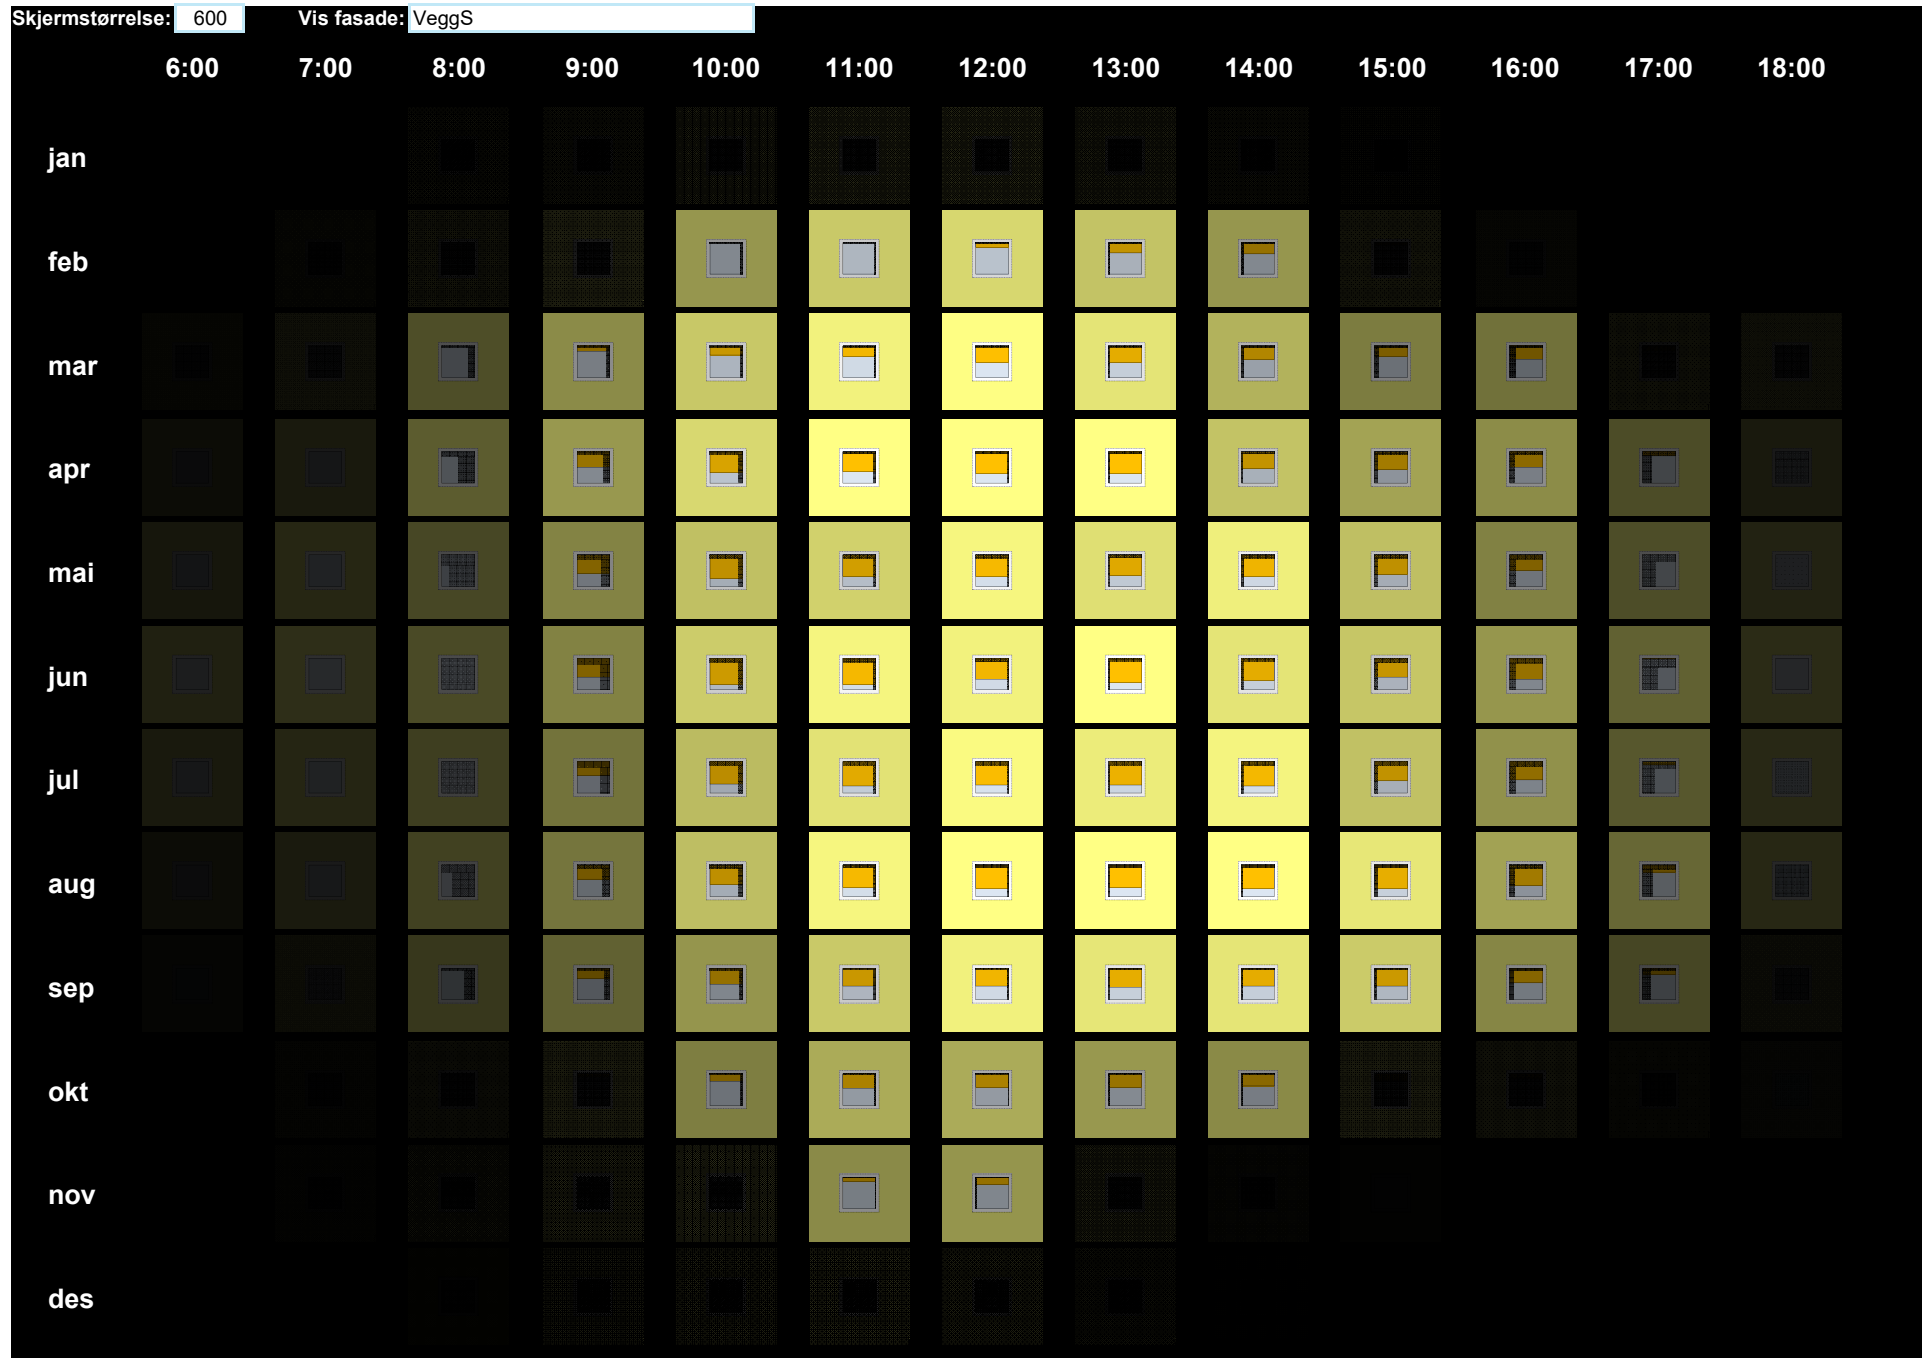 Skjermstørrelse: 600 Vis fasade: VeggS
6:00 7:00 8:00 9:00 10:00 11:00 12:00 13:00 14:00 15:00 16:00 17:00 18:00
jan
feb
mar
apr
mai
jun
jul
aug
sep
okt
nov
des